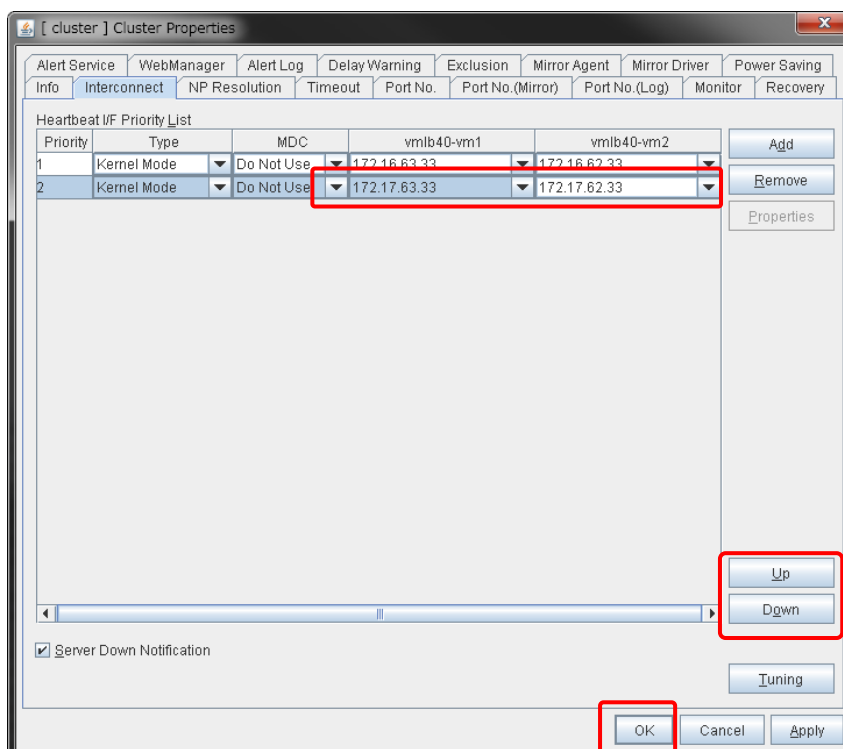 [ cluster ] Cluster Properties
Alert Service WebManager Alert Log Delay Warning Exclusion Mirror Agent Mirror Driver Power Saving
Info Interconnect NP Resolution Timeout Port No. Port No.(Mirror) Port No.(Log) Monitor Recovery
Heartbeat I/F Priority List
Priority Type MDC vmlb40-vm1 vmlb40-vm2
1 Kernel Mode Do Not Use 172.16.63.33 172.16.62.33
2 Kernel Mode Do Not Use 172.17.63.33 172.17.62.33
Add
Remove
Properties
Up
Down
Server Down Notification
Tuning
OK Cancel Apply